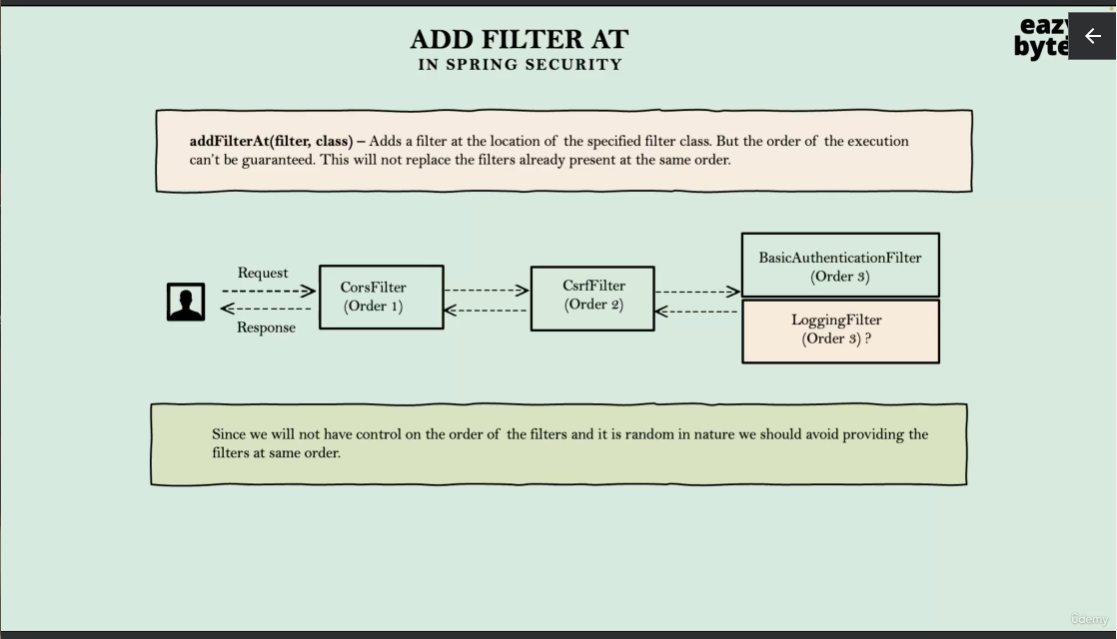 ADD FILTER AT
IN SPRING SECURITY
eazy
byte
addFilterAt(filter, class) – Adds a filter at the location of the specified filter class. But the order of the execution
can't be guaranteed. This will not replace the filters already present at the same order.
Request
Response
CorsFilter
(Order 1)
CsrfFilter
(Order 2)
BasicAuthenticationFilter
(Order 3)
LoggingFilter
(Order 3) ?
Since we will not have control on the order of the filters and it is random in nature we should avoid providing the
filters at same order.
ûdemy